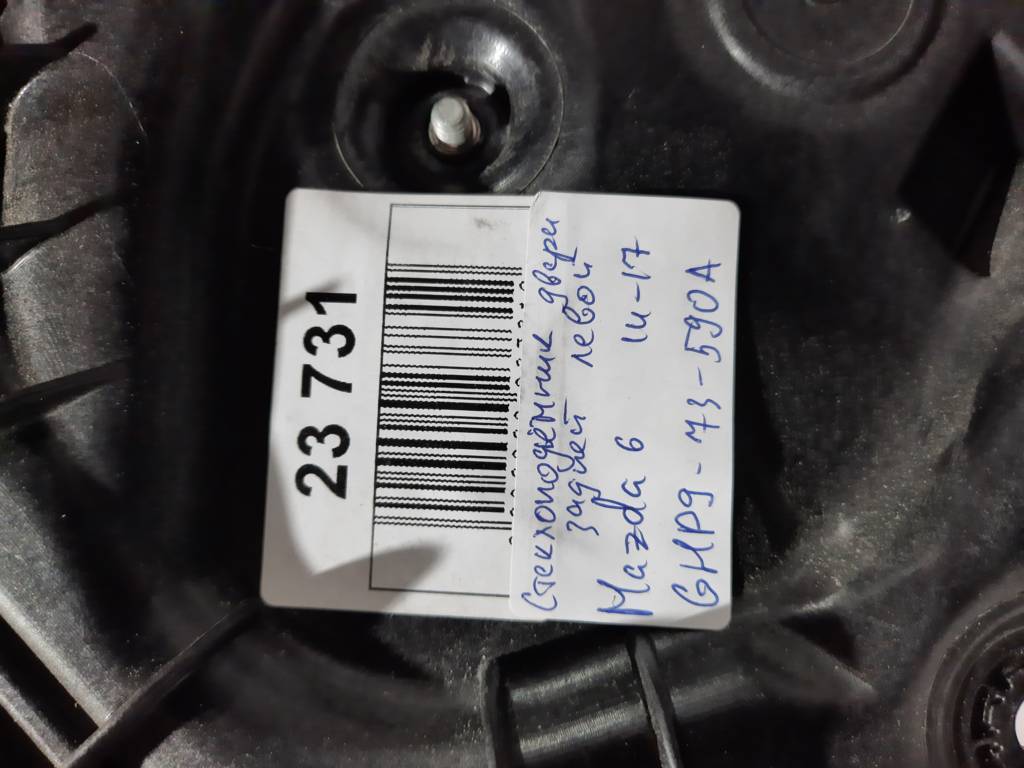 23 731
Стеклоподъёмник двери
задней левой
Mazda 6 14-17
GHP9-73-590A